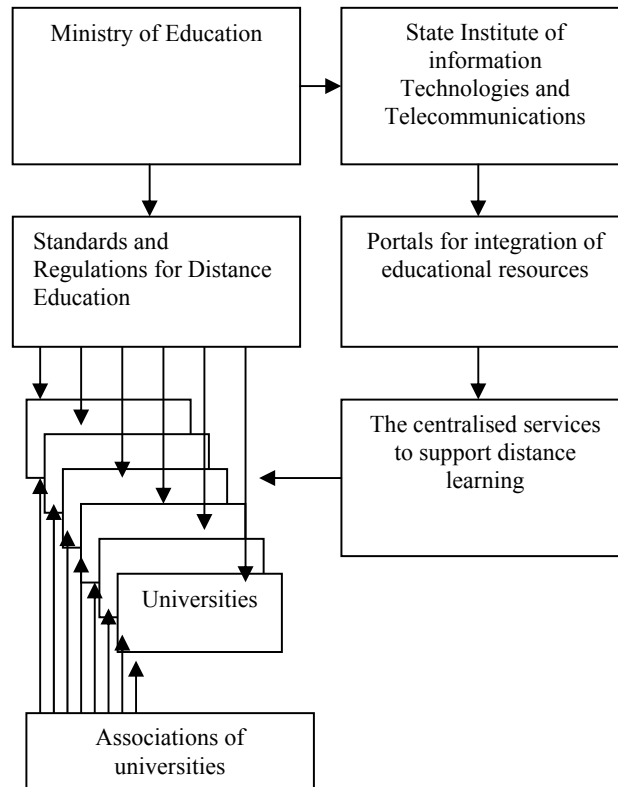 Ministry of Education
State Institute of
information
Technologies and
Telecommunications
Standards and
Regulations for Distance
Education
Portals for integration of
educational resources
The centralised services
to support distance
learning
Universities
Associations of
universities